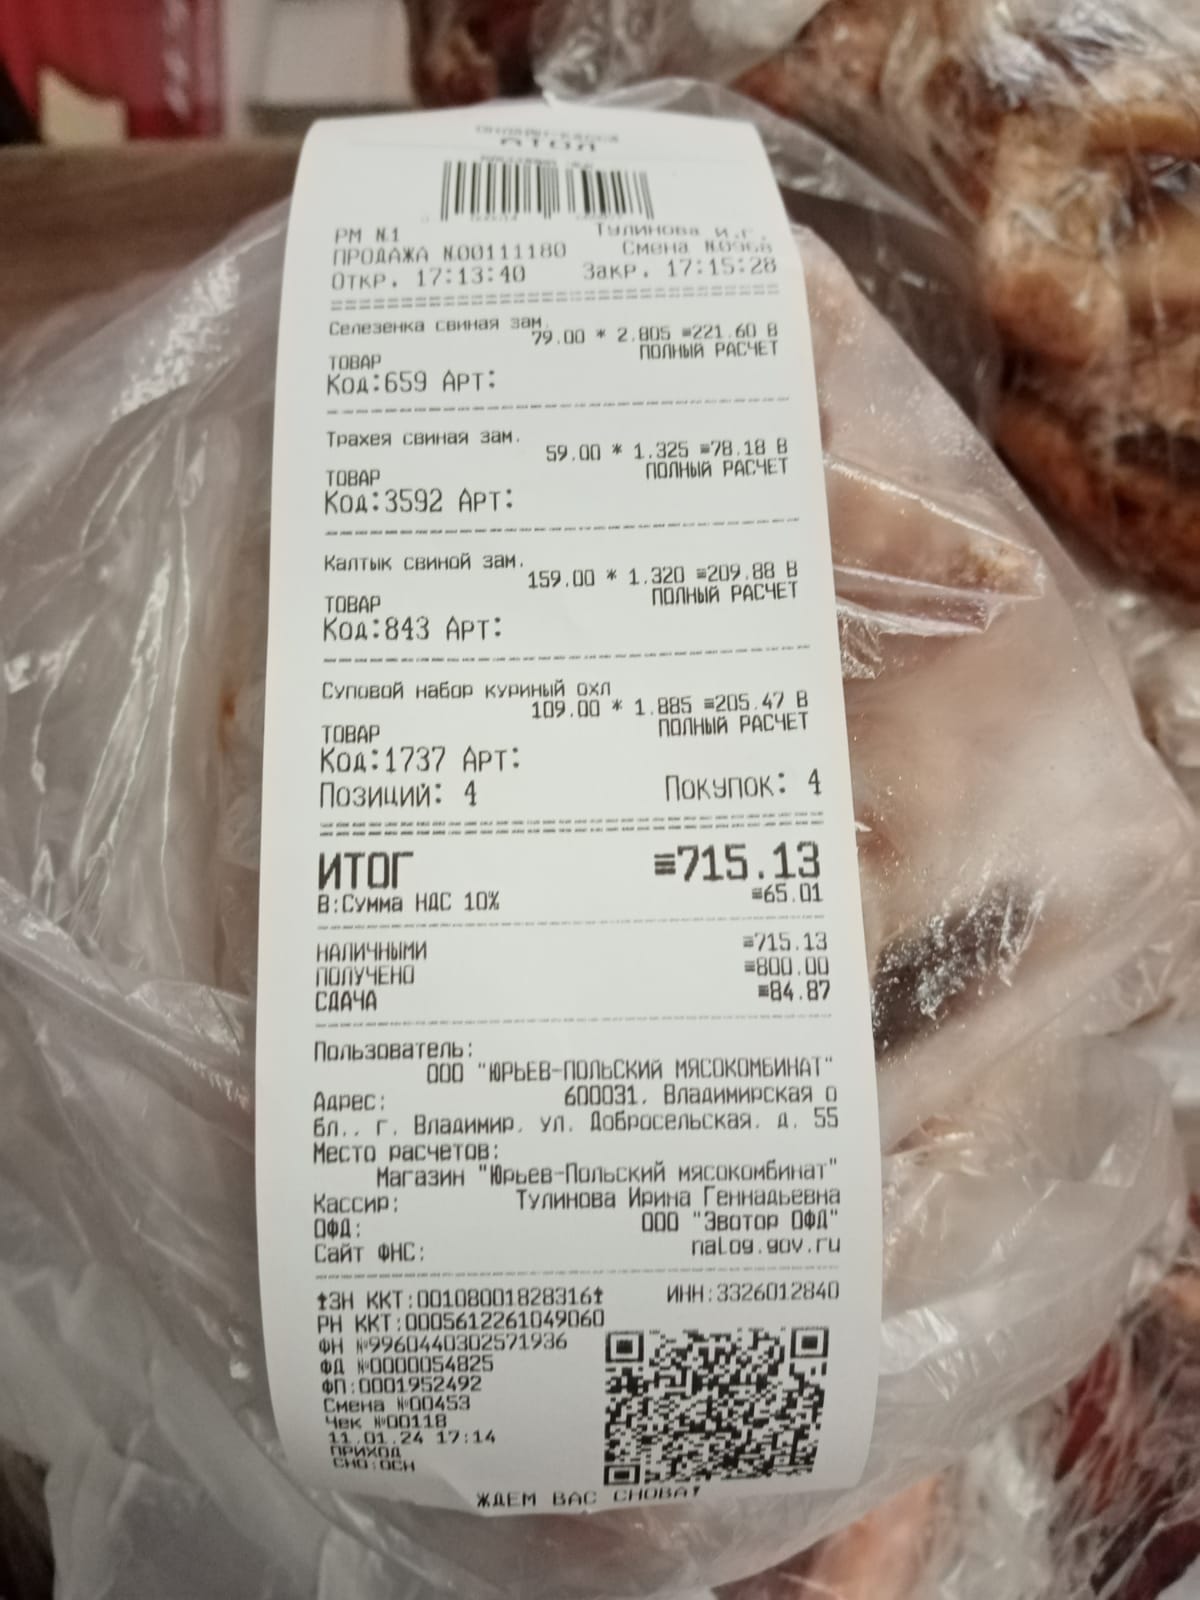 ОНЛАЙН-КАССА
АТОЛ
РМ №1 Тулинова И.Г.
ПРОДАЖА №00111180 Смена №0968
Откр. 17:13:40 Закр. 17:15:28
Селезенка свиная зам.
79.00 * 2.805 ≡221.60 В
ТОВАР ПОЛНЫЙ РАСЧЕТ
Код:659 Арт:
Трахея свиная зам.
59.00 * 1.325 ≡78.18 В
ТОВАР ПОЛНЫЙ РАСЧЕТ
Код:3592 Арт:
Калтык свиной зам.
159.00 * 1.320 ≡209.88 В
ТОВАР ПОЛНЫЙ РАСЧЕТ
Код:843 Арт:
Суповой набор куриный охл
109.00 * 1.885 ≡205.47 В
ТОВАР ПОЛНЫЙ РАСЧЕТ
Код:1737 Арт:
Позиций: 4 Покупок: 4
ИТОГ ≡715.13
В:Сумма НДС 10% ≡65.01
НАЛИЧНЫМИ ≡715.13
ПОЛУЧЕНО ≡800.00
СДАЧА ≡84.87
Пользователь:
ООО "ЮРЬЕВ-ПОЛЬСКИЙ МЯСОКОМБИНАТ"
Адрес: 600031, Владимирская о
бл., г. Владимир, ул. Добросельская, д. 55
Место расчетов:
Магазин "Юрьев-Польский мясокомбинат"
Кассир: Тулинова Ирина Геннадьевна
ОФД: ООО "Эвотор ОФД"
Сайт ФНС: nalog.gov.ru
↑ЗН ККТ:00108001828316↑ ИНН:3326012840
РН ККТ:0005612261049060
ФН №9960440302571936
ФД №0000054825
ФП:0001952492
Смена №00453
Чек №00118
11.01.24 17:14
ПРИХОД
СНО:ОСН
ЖДЕМ ВАС СНОВА!